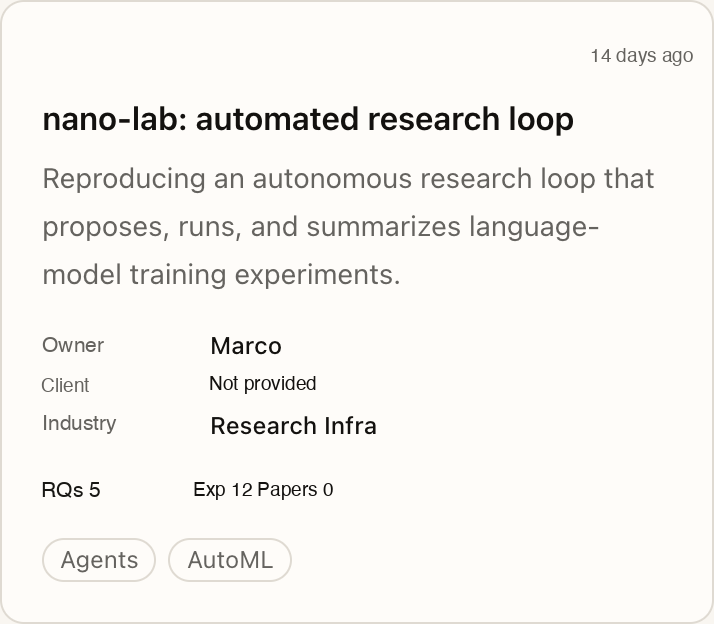 14 days ago
nano-lab: automated research loop
Reproducing an autonomous research loop that
proposes, runs, and summarizes language-
model training experiments.
Owner Marco
Client Not provided
Industry Research Infra
RQs 5 Exp 12 Papers 0
Agents AutoML